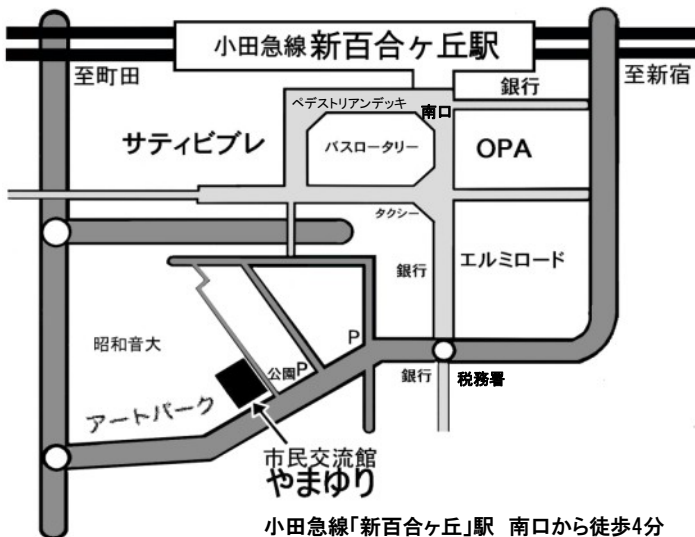 小田急線 新百合ヶ丘駅
至町田
至新宿
銀行
ペデストリアンデッキ
南口
サティビブレ
バスロータリー
OPA
タクシー
銀行
エルミロード
昭和音大
P
公園P
銀行
税務署
アートパーク
市民交流館
やまゆり
小田急線「新百合ヶ丘」駅 南口から徒歩4分